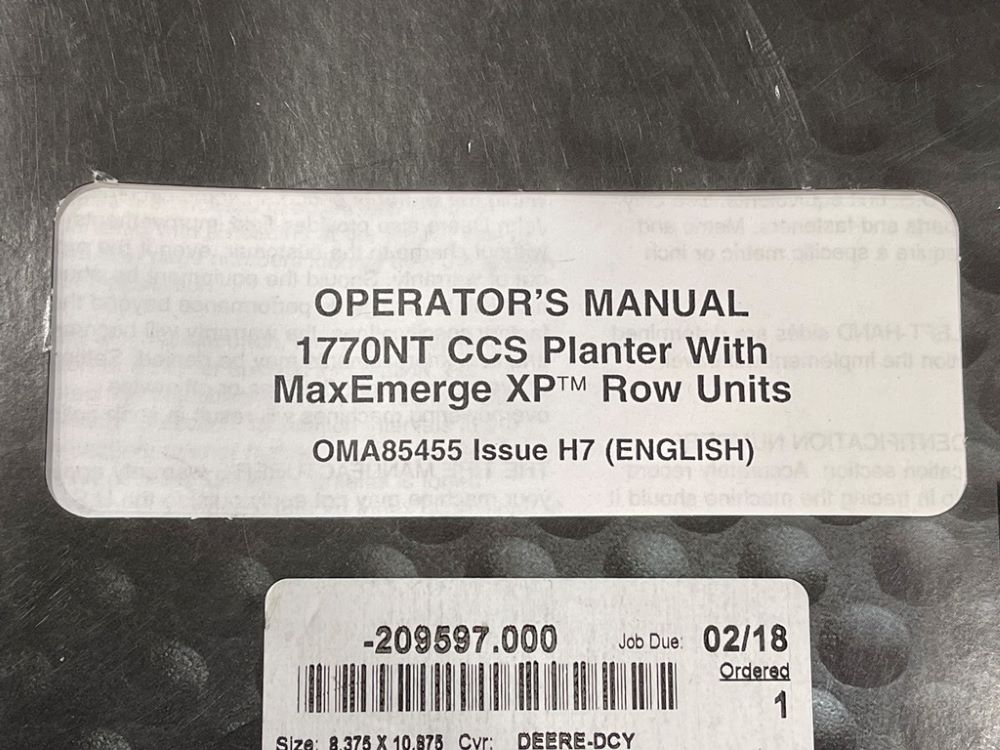 OPERATOR'S MANUAL
1770NT CCS Planter With
MaxEmerge XP™ Row Units
OMA85455 Issue H7 (ENGLISH)
-209597.000 Job Due: 02/18
Ordered
1
Size: 8.375 X 10.875 Cvr: DEERE-DCY